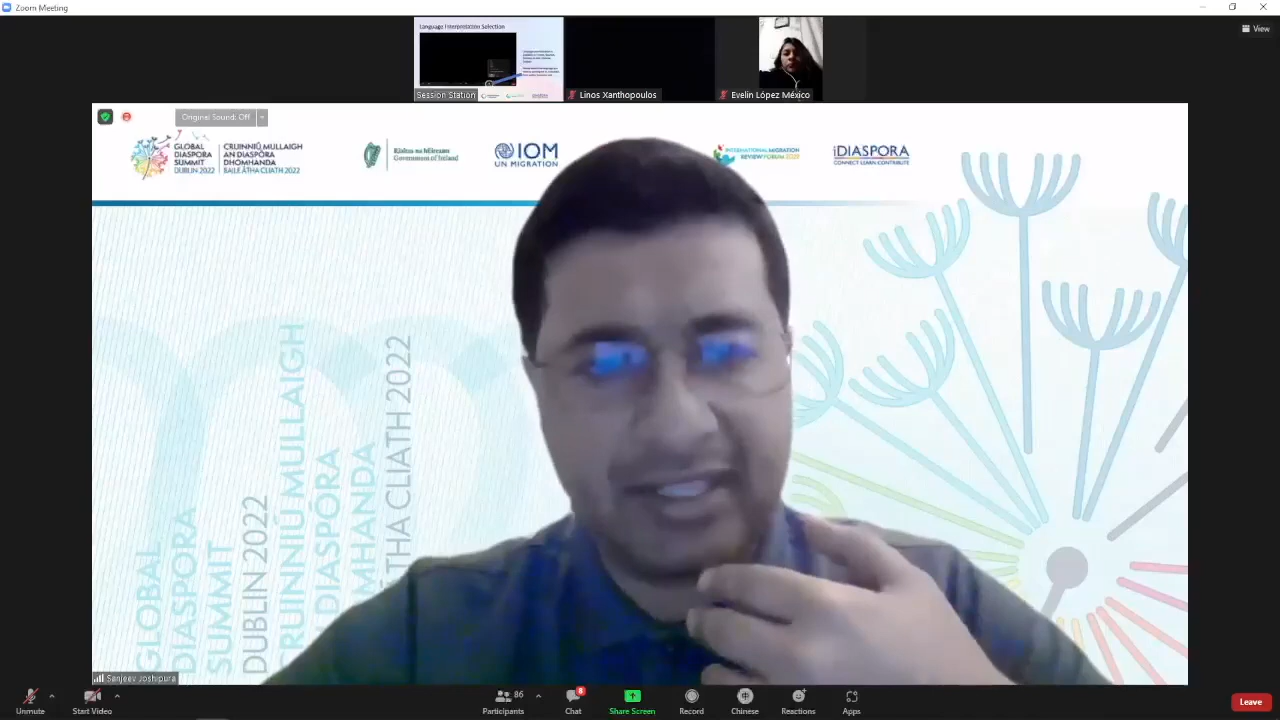 Zoom Meeting
View
Language Interpretation Selection
Session Station
Linos Xanthopoulos
Evelin López México
Original Sound: Off
GLOBAL
DIASPORA
SUMMIT
DUBLIN 2022
CRUINNIÚ MULLAIGH
AN DIASPÓRA
DHOMHANDA
BAILE ÁTHA CLIATH 2022
Rialtas na hÉireann
Government of Ireland
IOM
UN MIGRATION
INTERNATIONAL MIGRATION
REVIEW FORUM 2022
iDIASPORA
CONNECT.LEARN.CONTRIBUTE
GLOBAL
DIASPORA
SUMMIT
DUBLIN 2022
RUINNIÚ MULLAIGH
DIASPÓRA
MHANDA
ÁTHA CLIATH 2022
Sanjeev Joshipura
Unmute
Start Video
86
Participants
8
Chat
Share Screen
Record
Chinese
Reactions
Apps
Leave